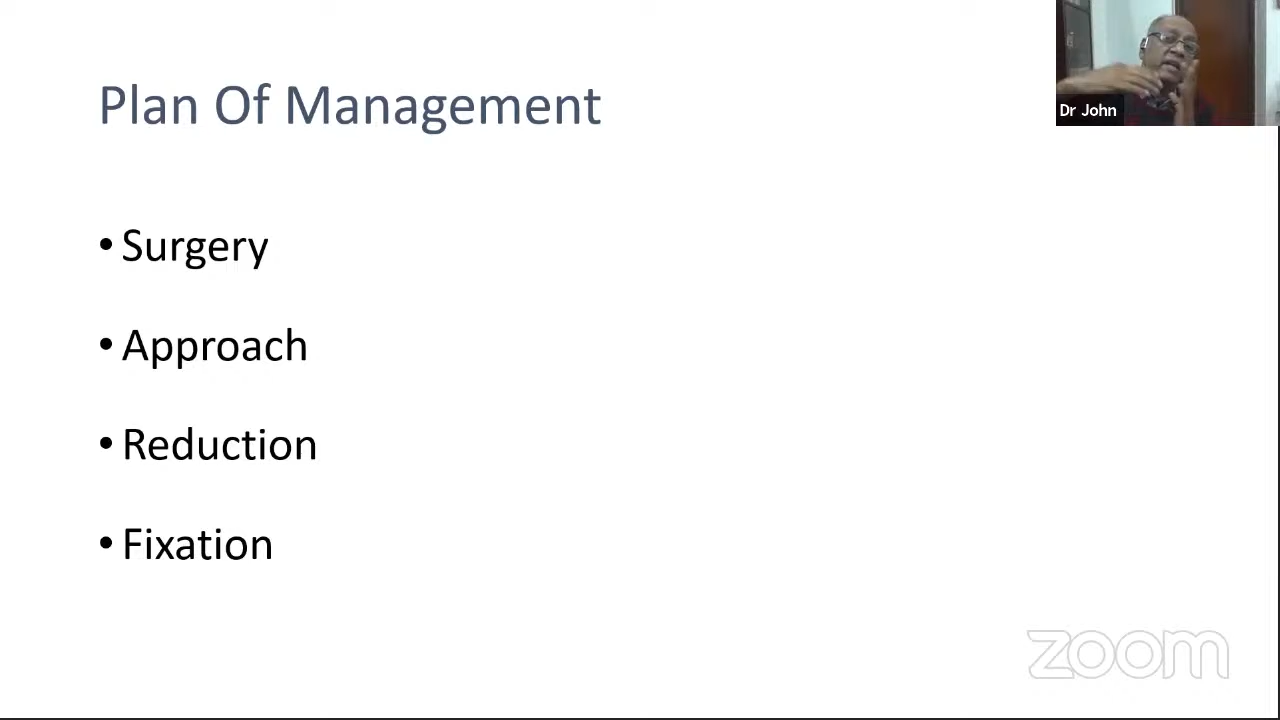 Plan Of Management
Dr John
• Surgery
• Approach
• Reduction
• Fixation
zoom